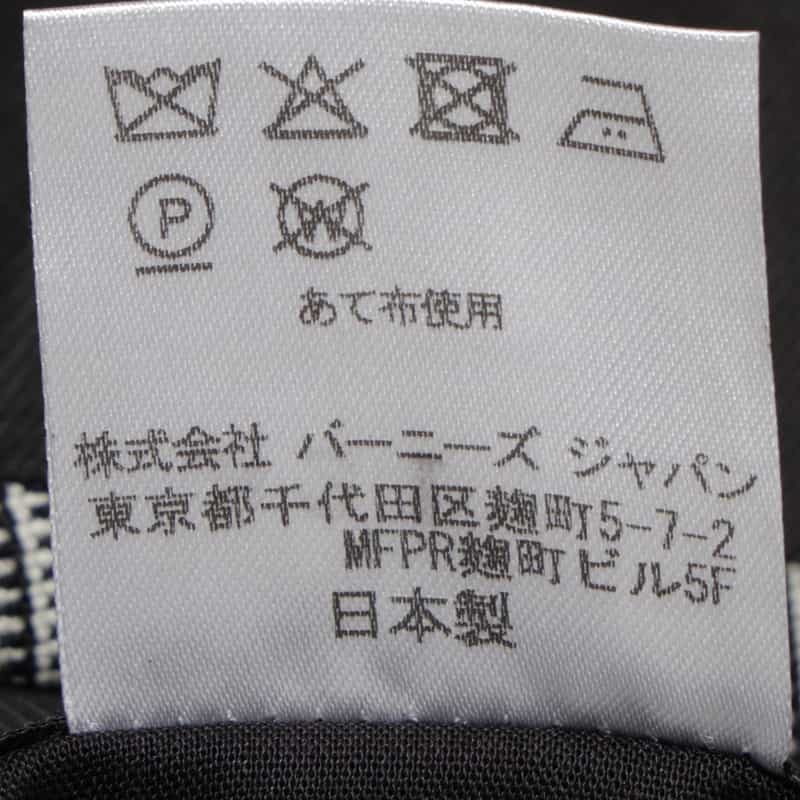 P W
あて布使用
株式会社 バーニーズ ジャパン
東京都千代田区麹町5-7-2
MFPR麹町ビル5F
日本製